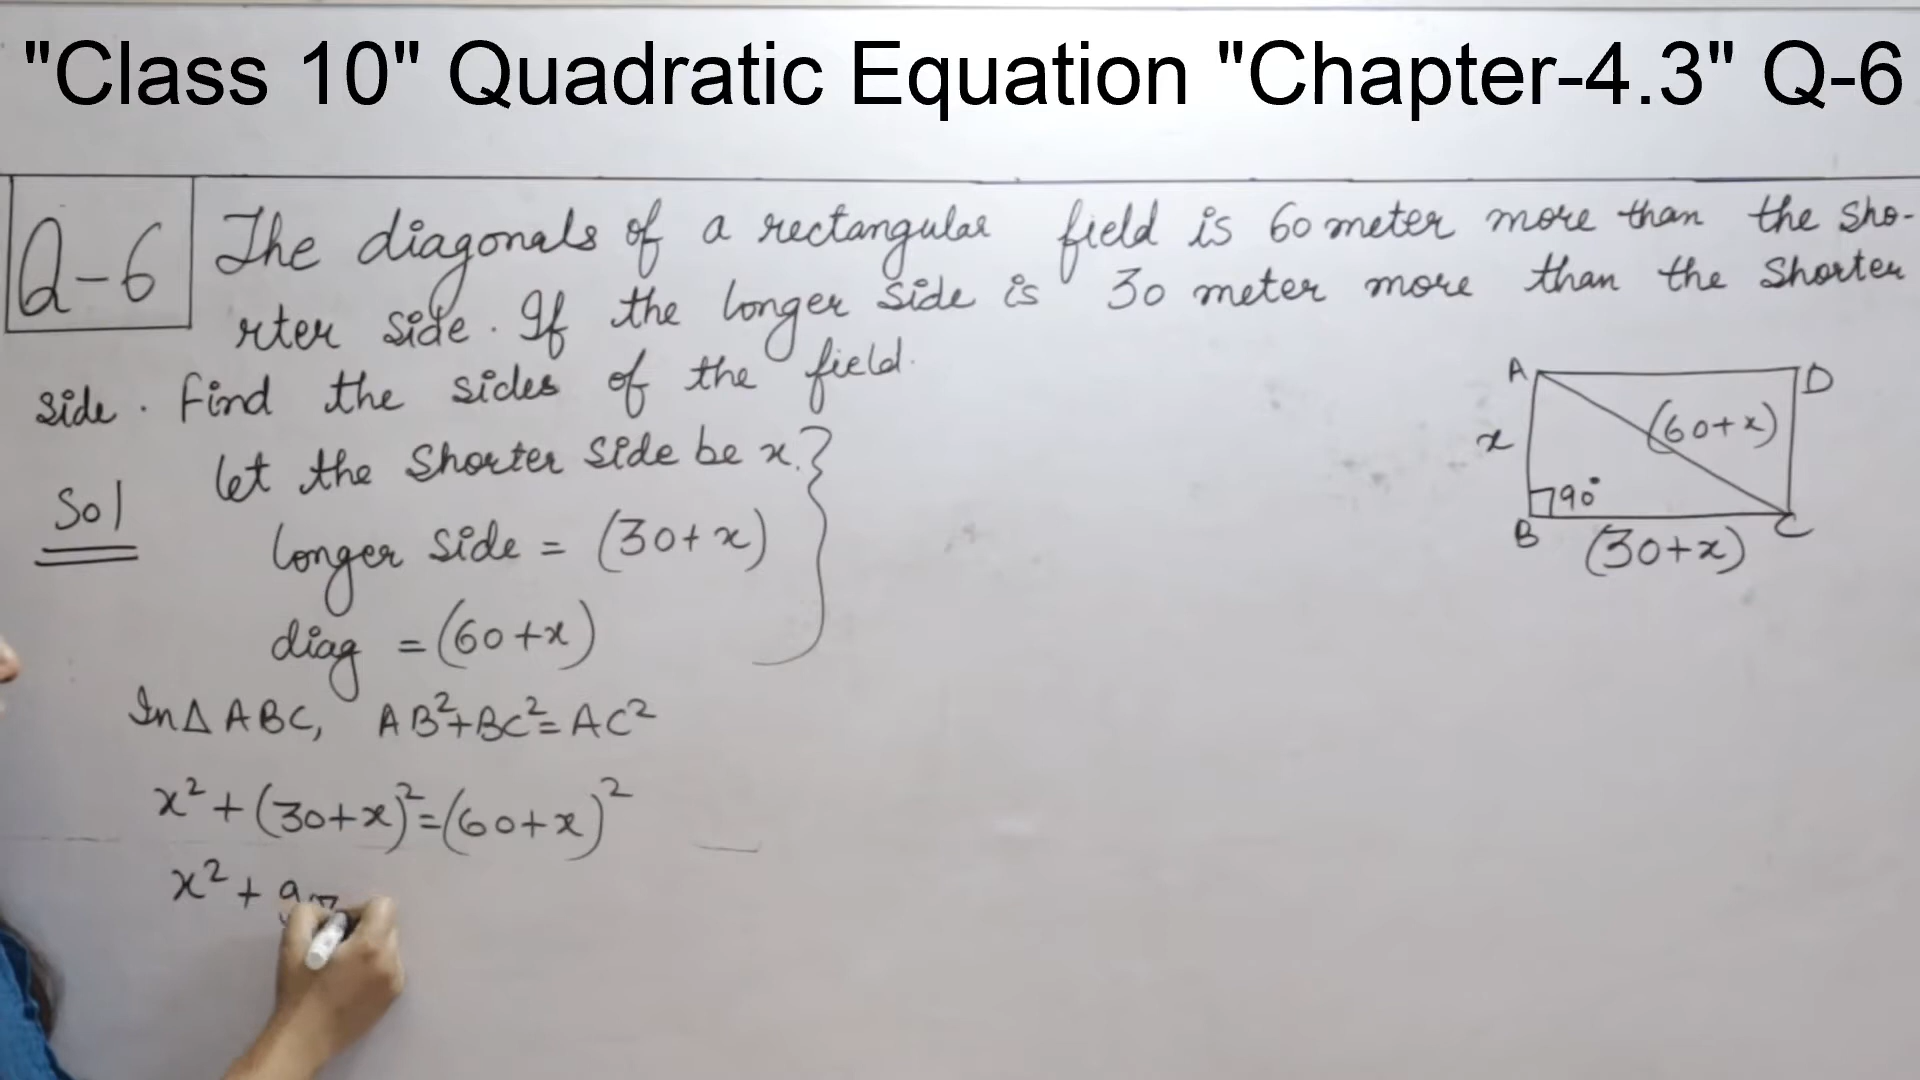 "Class 10" Quadratic Equation "Chapter-4.3" Q-6
Q-6 The diagonals of a rectangular field is 60 meter more than the sho-
rter side. If the longer side is 30 meter more than the shorter
side. Find the sides of the field.
Sol let the shorter side be x.
longer side = (30+x)
diag = (60+x)
In Δ ABC, AB²+BC²=AC²
x²+(30+x)²=(60+x)²
x²+9
A
D
x
(60+x)
90°
B
C
(30+x)